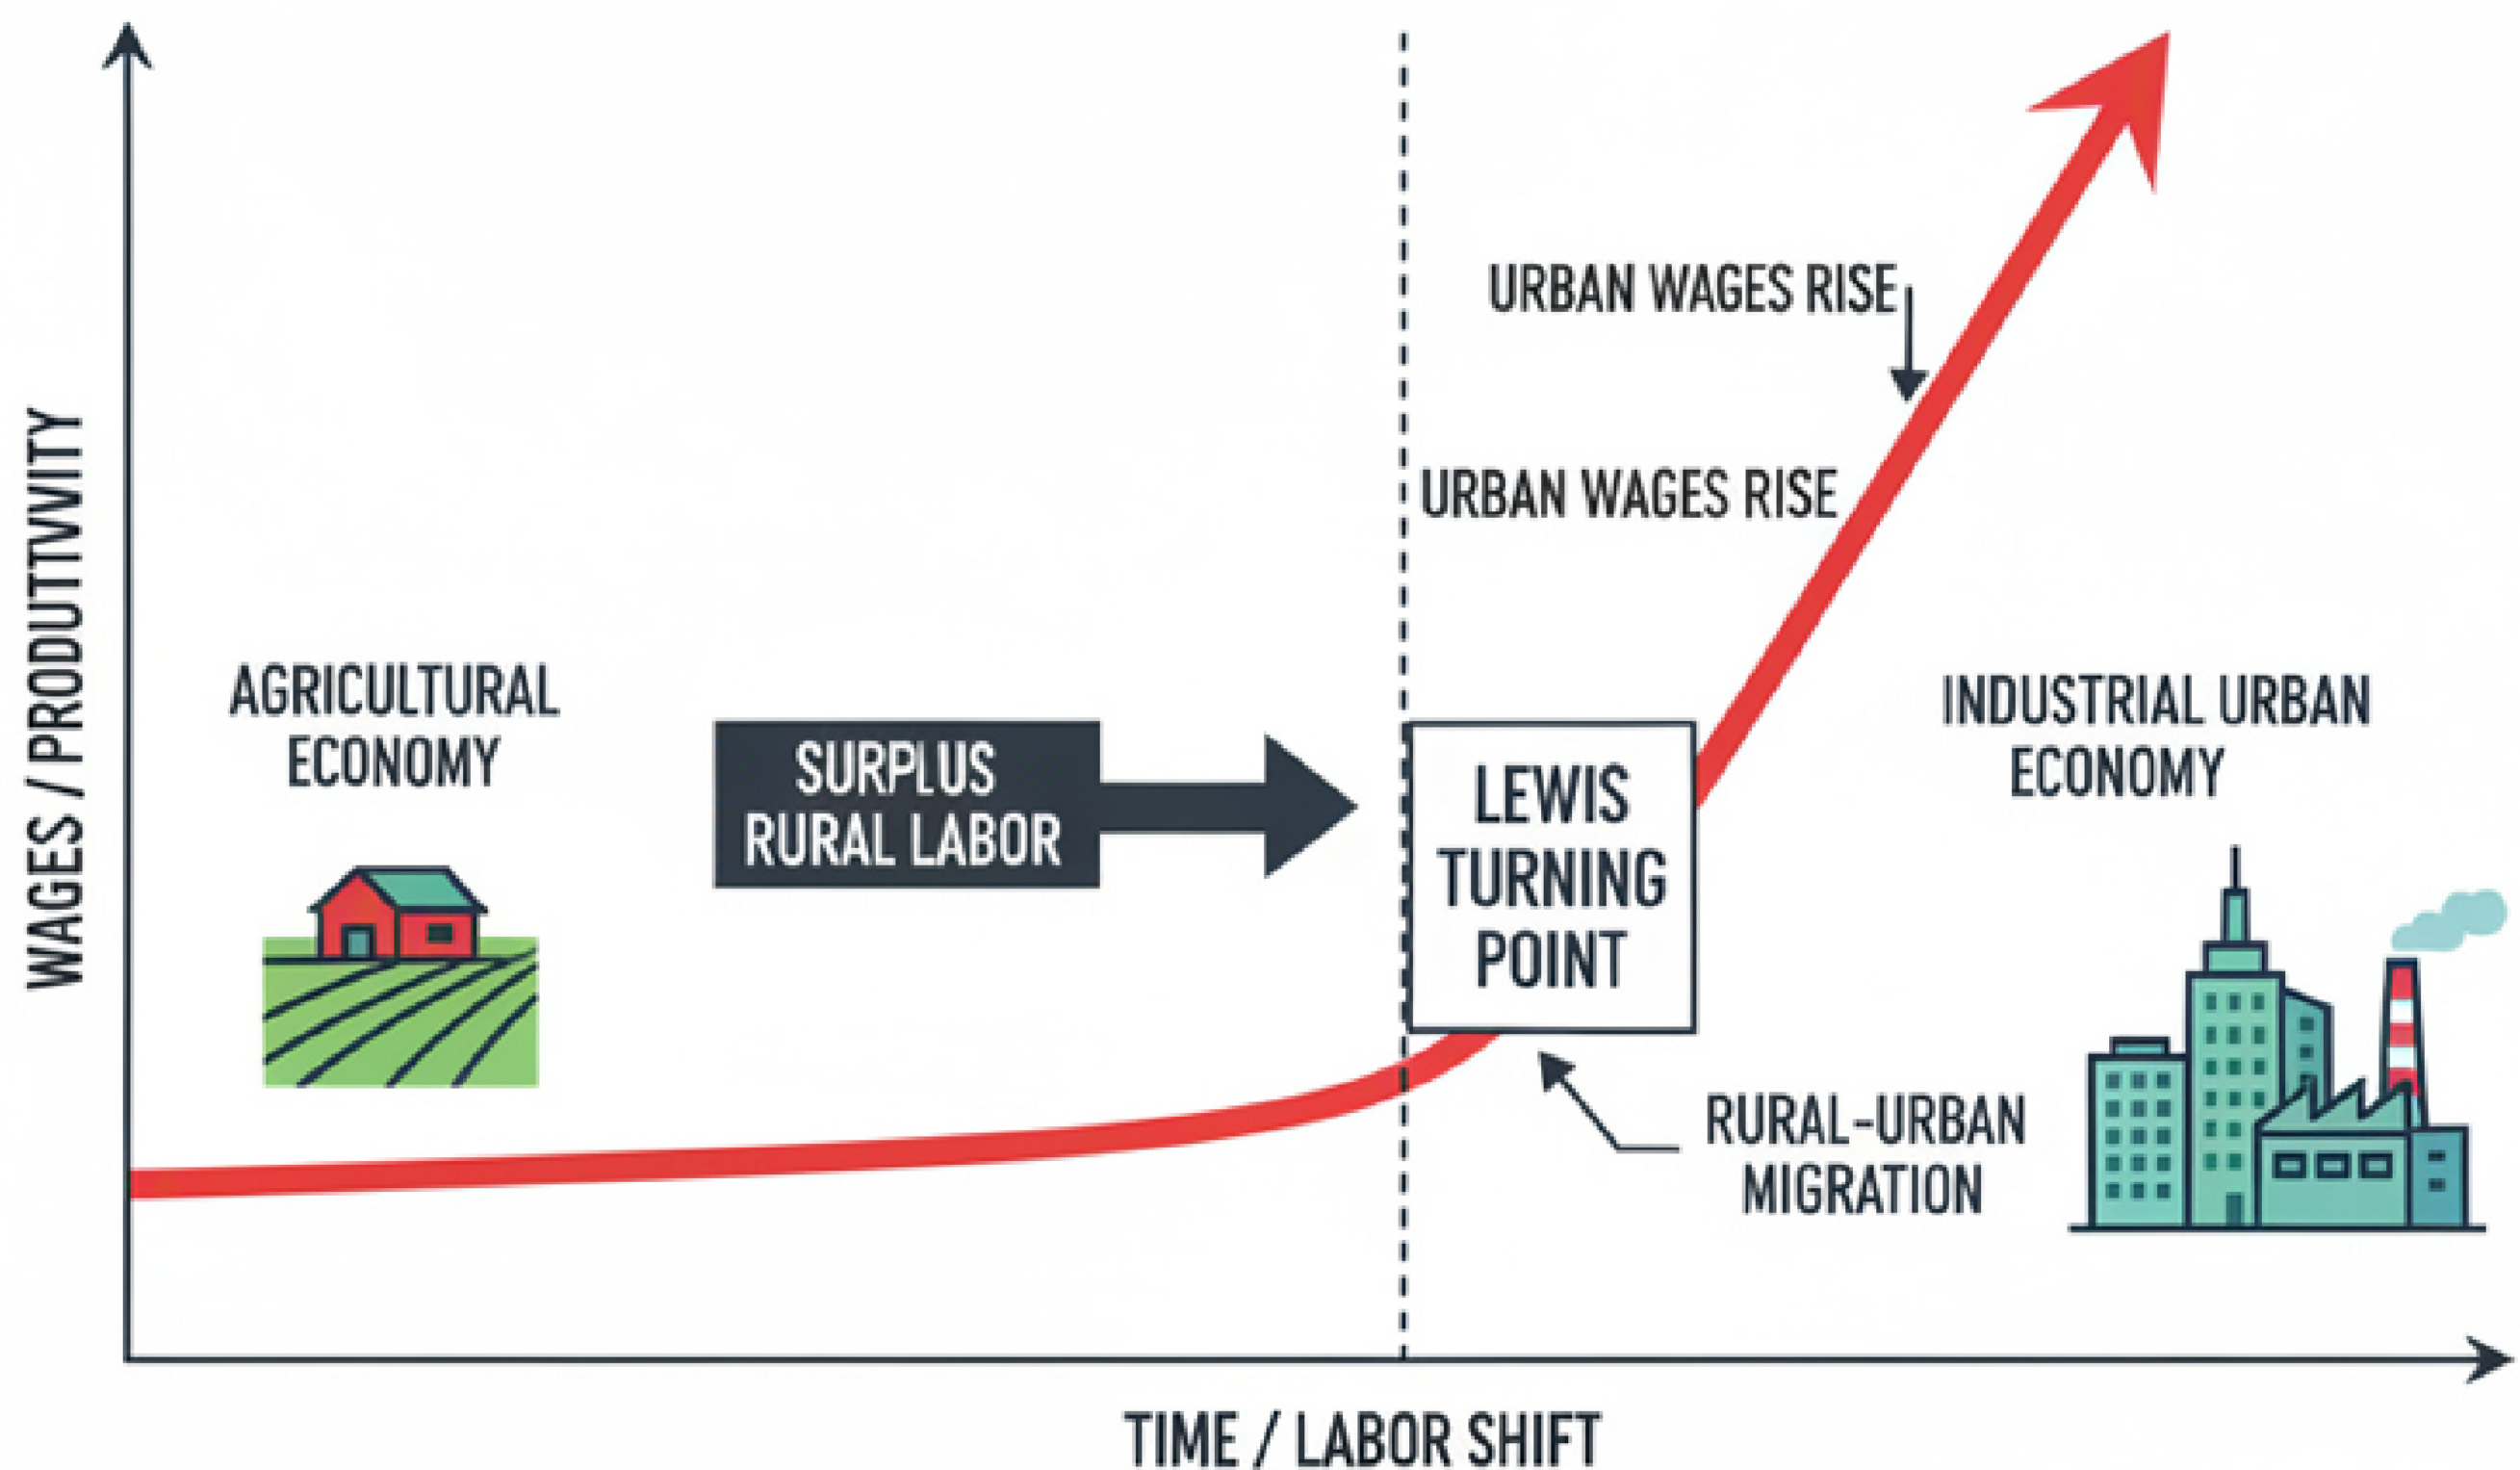 URBAN WAGES RISE
URBAN WAGES RISE
WAGES / PRODUTTVVITY
AGRICULTURAL
ECONOMY
SURPLUS
RURAL LABOR
LEWIS
TURNING
POINT
INDUSTRIAL URBAN
ECONOMY
RURAL-URBAN
MIGRATION
TIME / LABOR SHIFT